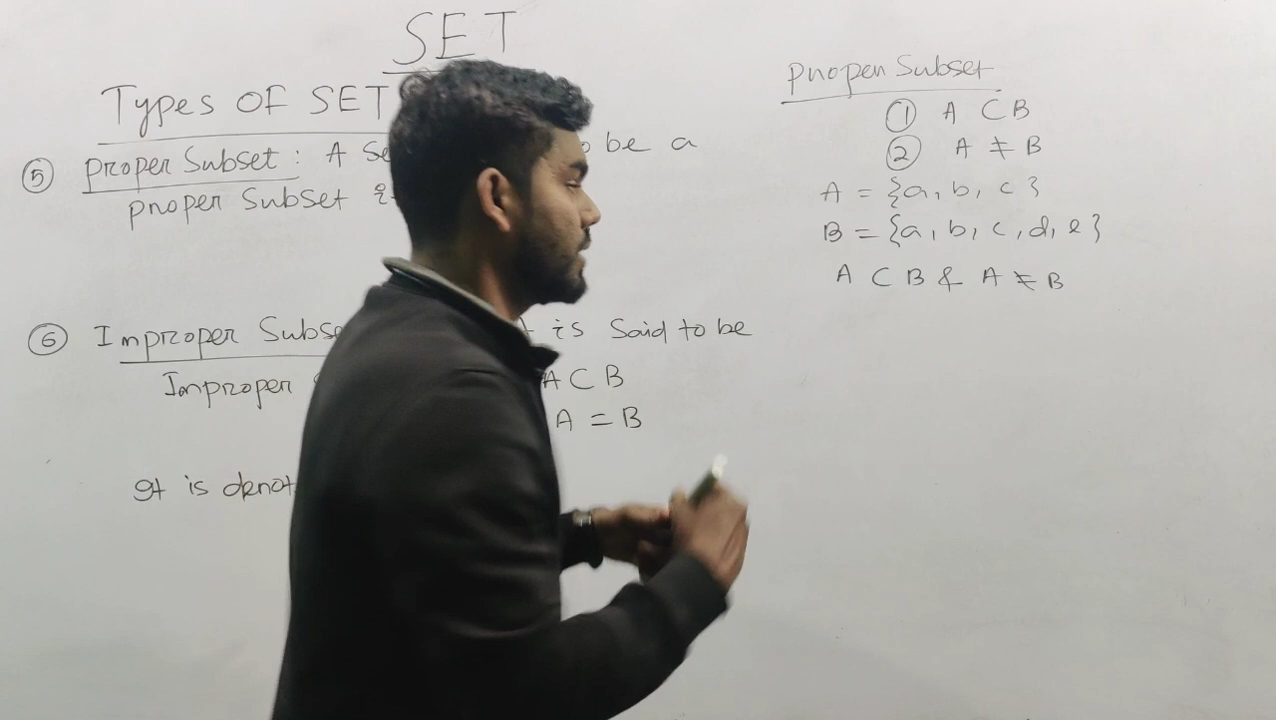 SET
Types OF SET
⑤ Proper Subset : A Se be a
proper Subset
⑥ Improper Subse is Said to be
Improper A ⊂ B
A = B
It is denot
proper Subset
① A ⊂ B
② A ≠ B
A = {a, b, c}
B = {a, b, c, d, e}
A ⊂ B & A ≠ B